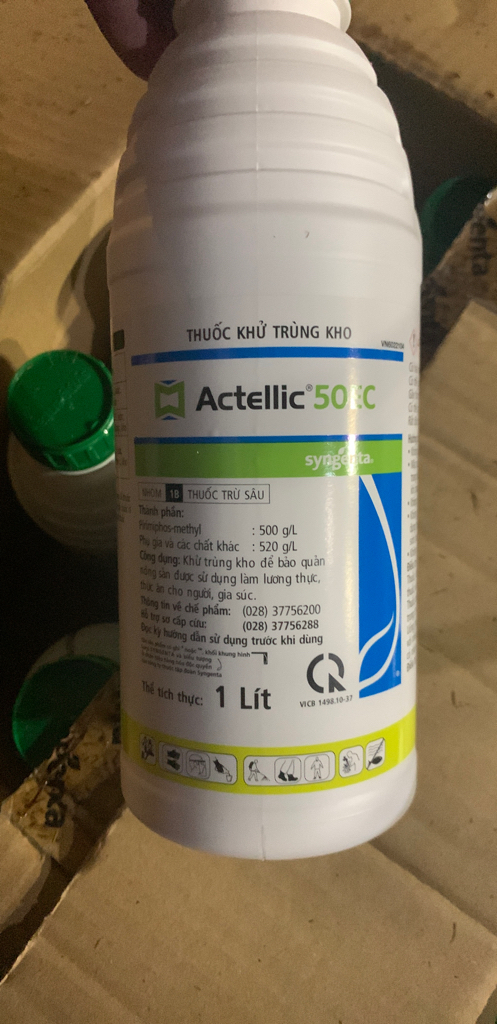 THUỐC KHỬ TRÙNG KHO
Actellic® 50EC
syngenta®
NHÓM 1B THUỐC TRỪ SÂU
Thành phần:
Pirimiphos-methyl : 500 g/L
Phụ gia và các chất khác : 520 g/L
Công dụng: Khử trùng kho để bảo quản
nông sản được sử dụng làm lương thực,
thức ăn cho người, gia súc.
Thông tin về chế phẩm: (028) 37756200
Hỗ trợ sơ cấp cứu: (028) 37756288
Đọc kỹ hướng dẫn sử dụng trước khi dùng
Thể tích thực: 1 Lít
VICB 1498.10-37
enta